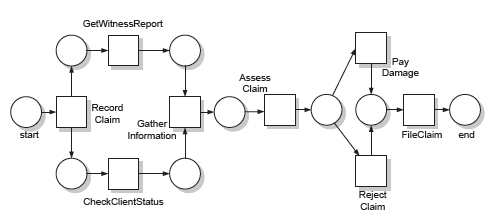 GetWitnessReport
start
Record
Claim
Gather
Information
CheckClientStatus
Assess
Claim
Pay
Damage
Reject
Claim
FileClaim
end